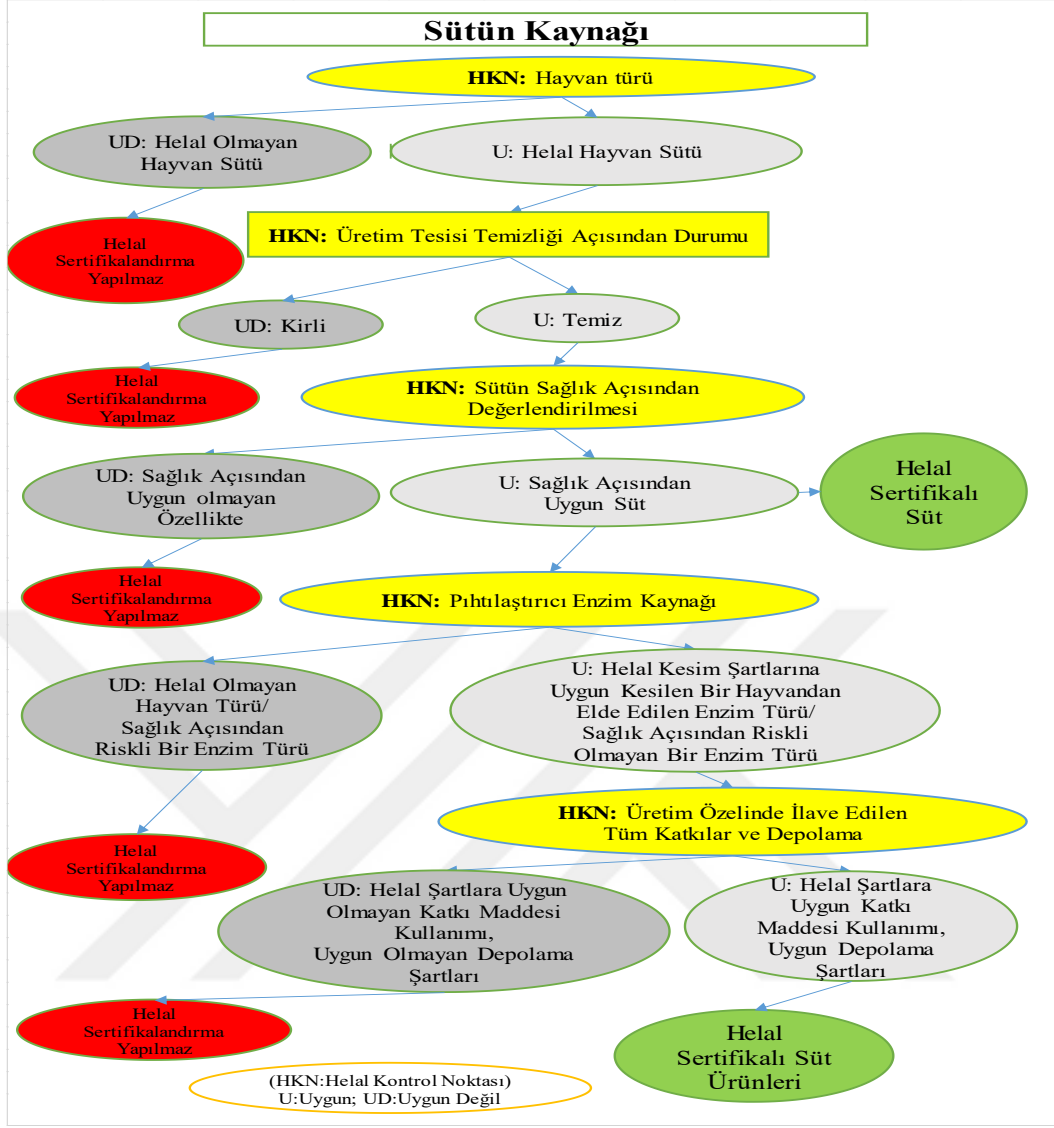 Sütün Kaynağı
HKN: Hayvan türü
UD: Helal Olmayan
Hayvan Sütü
U: Helal Hayvan Sütü
Helal
Sertifikalandırma
Yapılmaz
HKN: Üretim Tesisi Temizliği Açısından Durumu
UD: Kirli
U: Temiz
Helal
Sertifikalandırma
Yapılmaz
HKN: Sütün Sağlık Açısından
Değerlendirilmesi
UD: Sağlık Açısından
Uygun olmayan
Özellikte
U: Sağlık Açısından
Uygun Süt
Helal
Sertifikalı
Süt
Helal
Sertifikalandırma
Yapılmaz
HKN: Pıhtılaştırıcı Enzim Kaynağı
UD: Helal Olmayan
Hayvan Türü/
Sağlık Açısından
Riskli Bir Enzim Türü
U: Helal Kesim Şartlarına
Uygun Kesilen Bir Hayvandan
Elde Edilen Enzim Türü/
Sağlık Açısından Riskli
Olmayan Bir Enzim Türü
HKN: Üretim Özelinde İlave Edilen
Tüm Katkılar ve Depolama
Helal
Sertifikalandırma
Yapılmaz
UD: Helal Şartlara Uygun
Olmayan Katkı Maddesi
Kullanımı,
Uygun Olmayan Depolama
Şartları
U: Helal Şartlara
Uygun Katkı
Maddesi Kullanımı,
Uygun Depolama
Şartları
Helal
Sertifikalandırma
Yapılmaz
Helal
Sertifikalı Süt
Ürünleri
(HKN:Helal Kontrol Noktası)
U:Uygun; UD:Uygun Değil